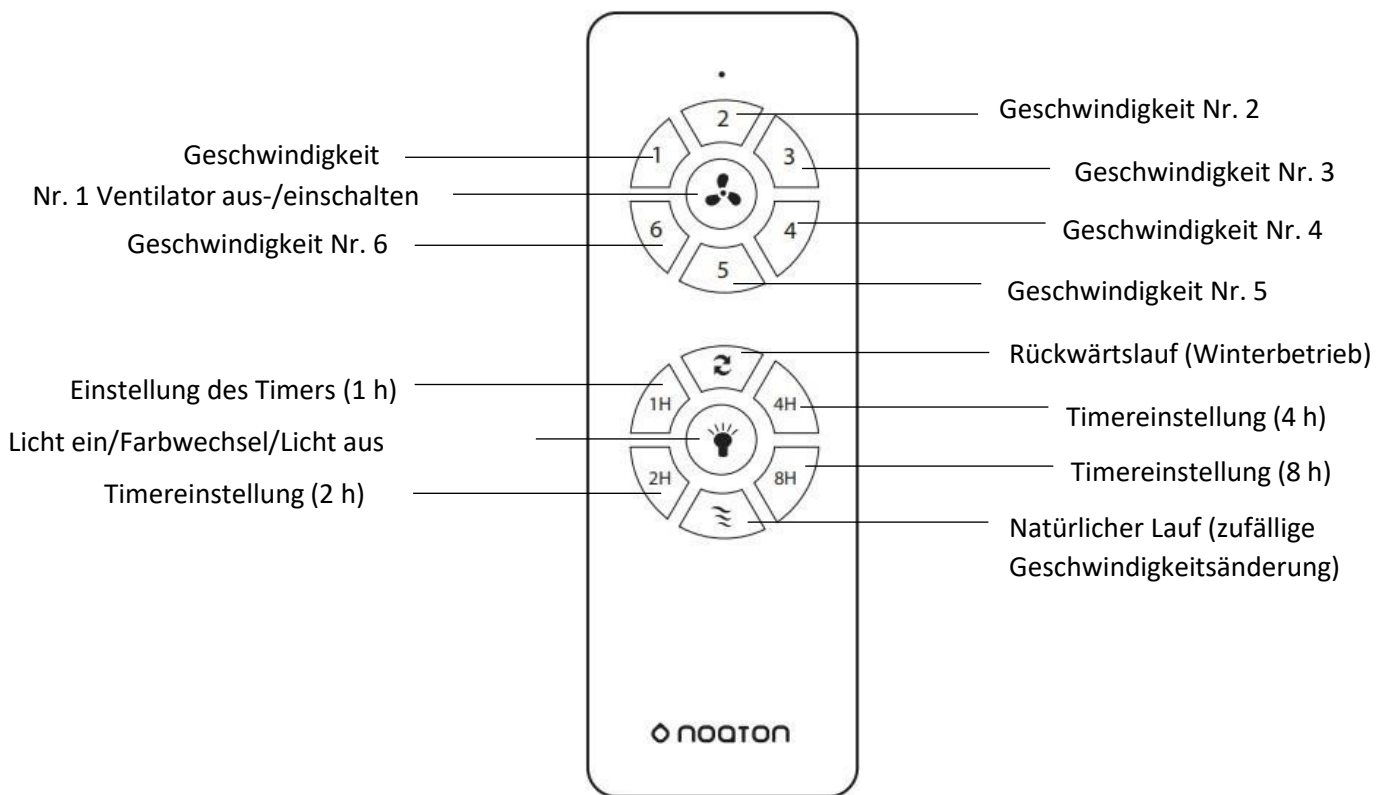 Geschwindigkeit
Nr. 1 Ventilator aus-/einschalten
Geschwindigkeit Nr. 6
Geschwindigkeit Nr. 2
Geschwindigkeit Nr. 3
Geschwindigkeit Nr. 4
Geschwindigkeit Nr. 5
2
1
3
6
4
5
Einstellung des Timers (1 h)
Licht ein/Farbwechsel/Licht aus
Timereinstellung (2 h)
Rückwärtslauf (Winterbetrieb)
Timereinstellung (4 h)
Timereinstellung (8 h)
Natürlicher Lauf (zufällige
Geschwindigkeitsänderung)
1H
4H
2H
8H
noaton